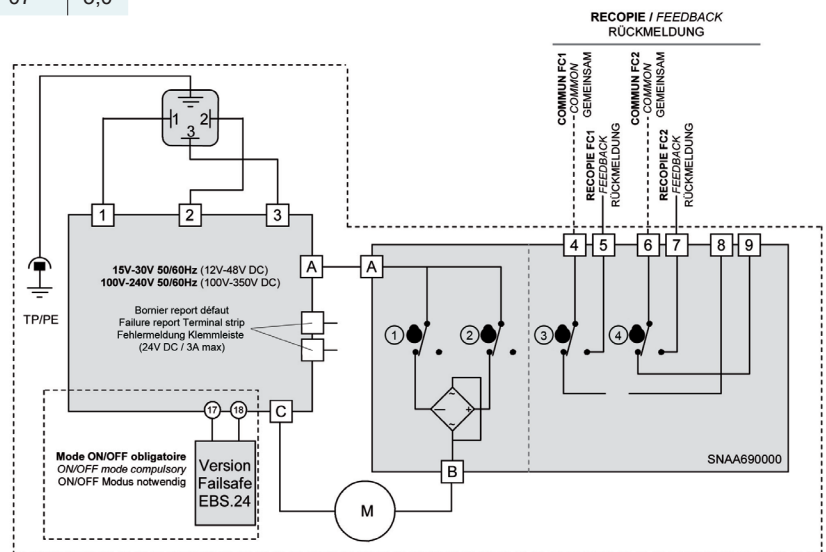 RECOPIE / FEEDBACK
RÜCKMELDUNG
COMMUN FC1
COMMON
GEMEINSAM
RECOPIE FC1
FEEDBACK
RÜCKMELDUNG
COMMUN FC2
COMMON
GEMEINSAM
RECOPIE FC2
FEEDBACK
RÜCKMELDUNG
1 2
3
1 2 3
4 5 6 7 8 9
TP/PE
15V-30V 50/60Hz (12V-48V DC)
100V-240V 50/60Hz (100V-350V DC)
Bornier report défaut
Failure report Terminal strip
Fehlermeldung Klemmleiste
(24V DC / 3A max)
A A
1 2 3 4
~
- +
~
17 18 C
B
SNAA690000
Mode ON/OFF obligatoire
ON/OFF mode compulsory
ON/OFF Modus notwendig
Version
Failsafe
EBS.24
M